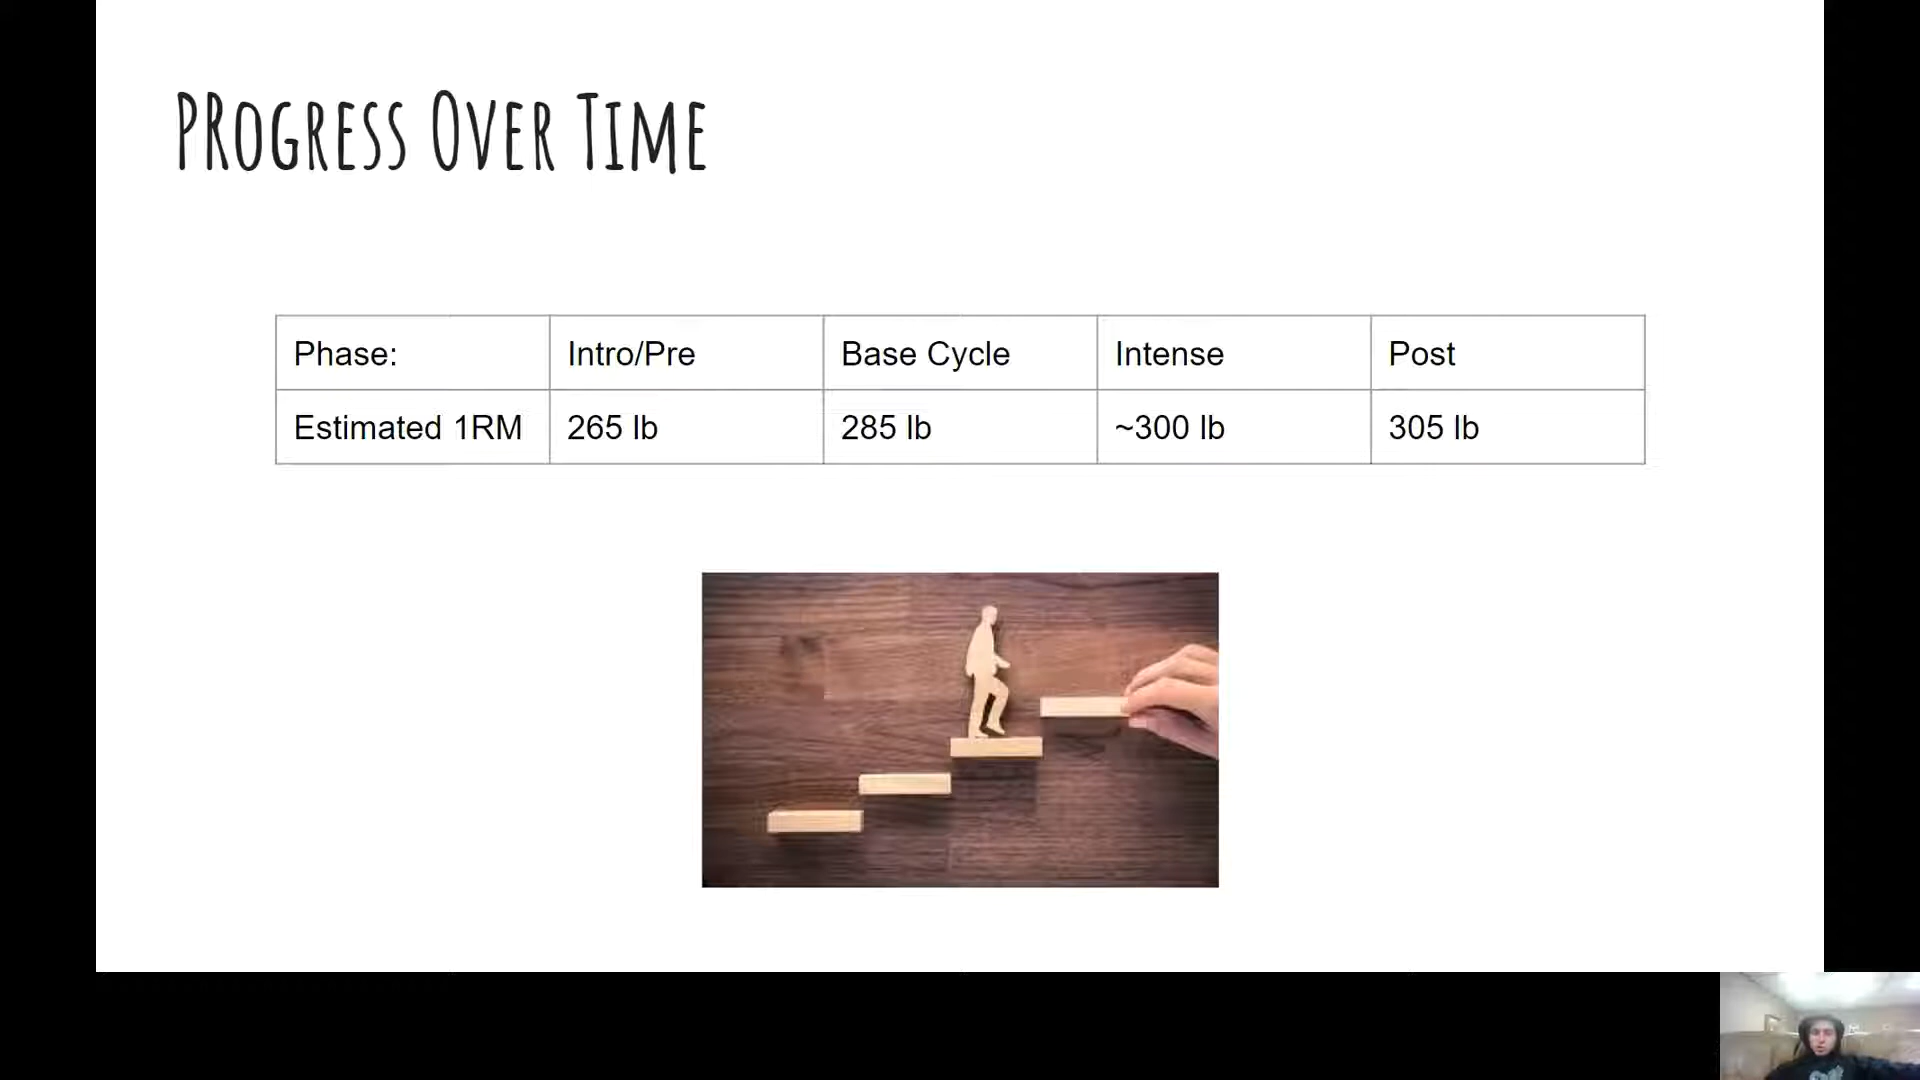 PROGRESS OVER TIME
Phase: Intro/Pre Base Cycle Intense Post
Estimated 1RM 265 lb 285 lb ~300 lb 305 lb